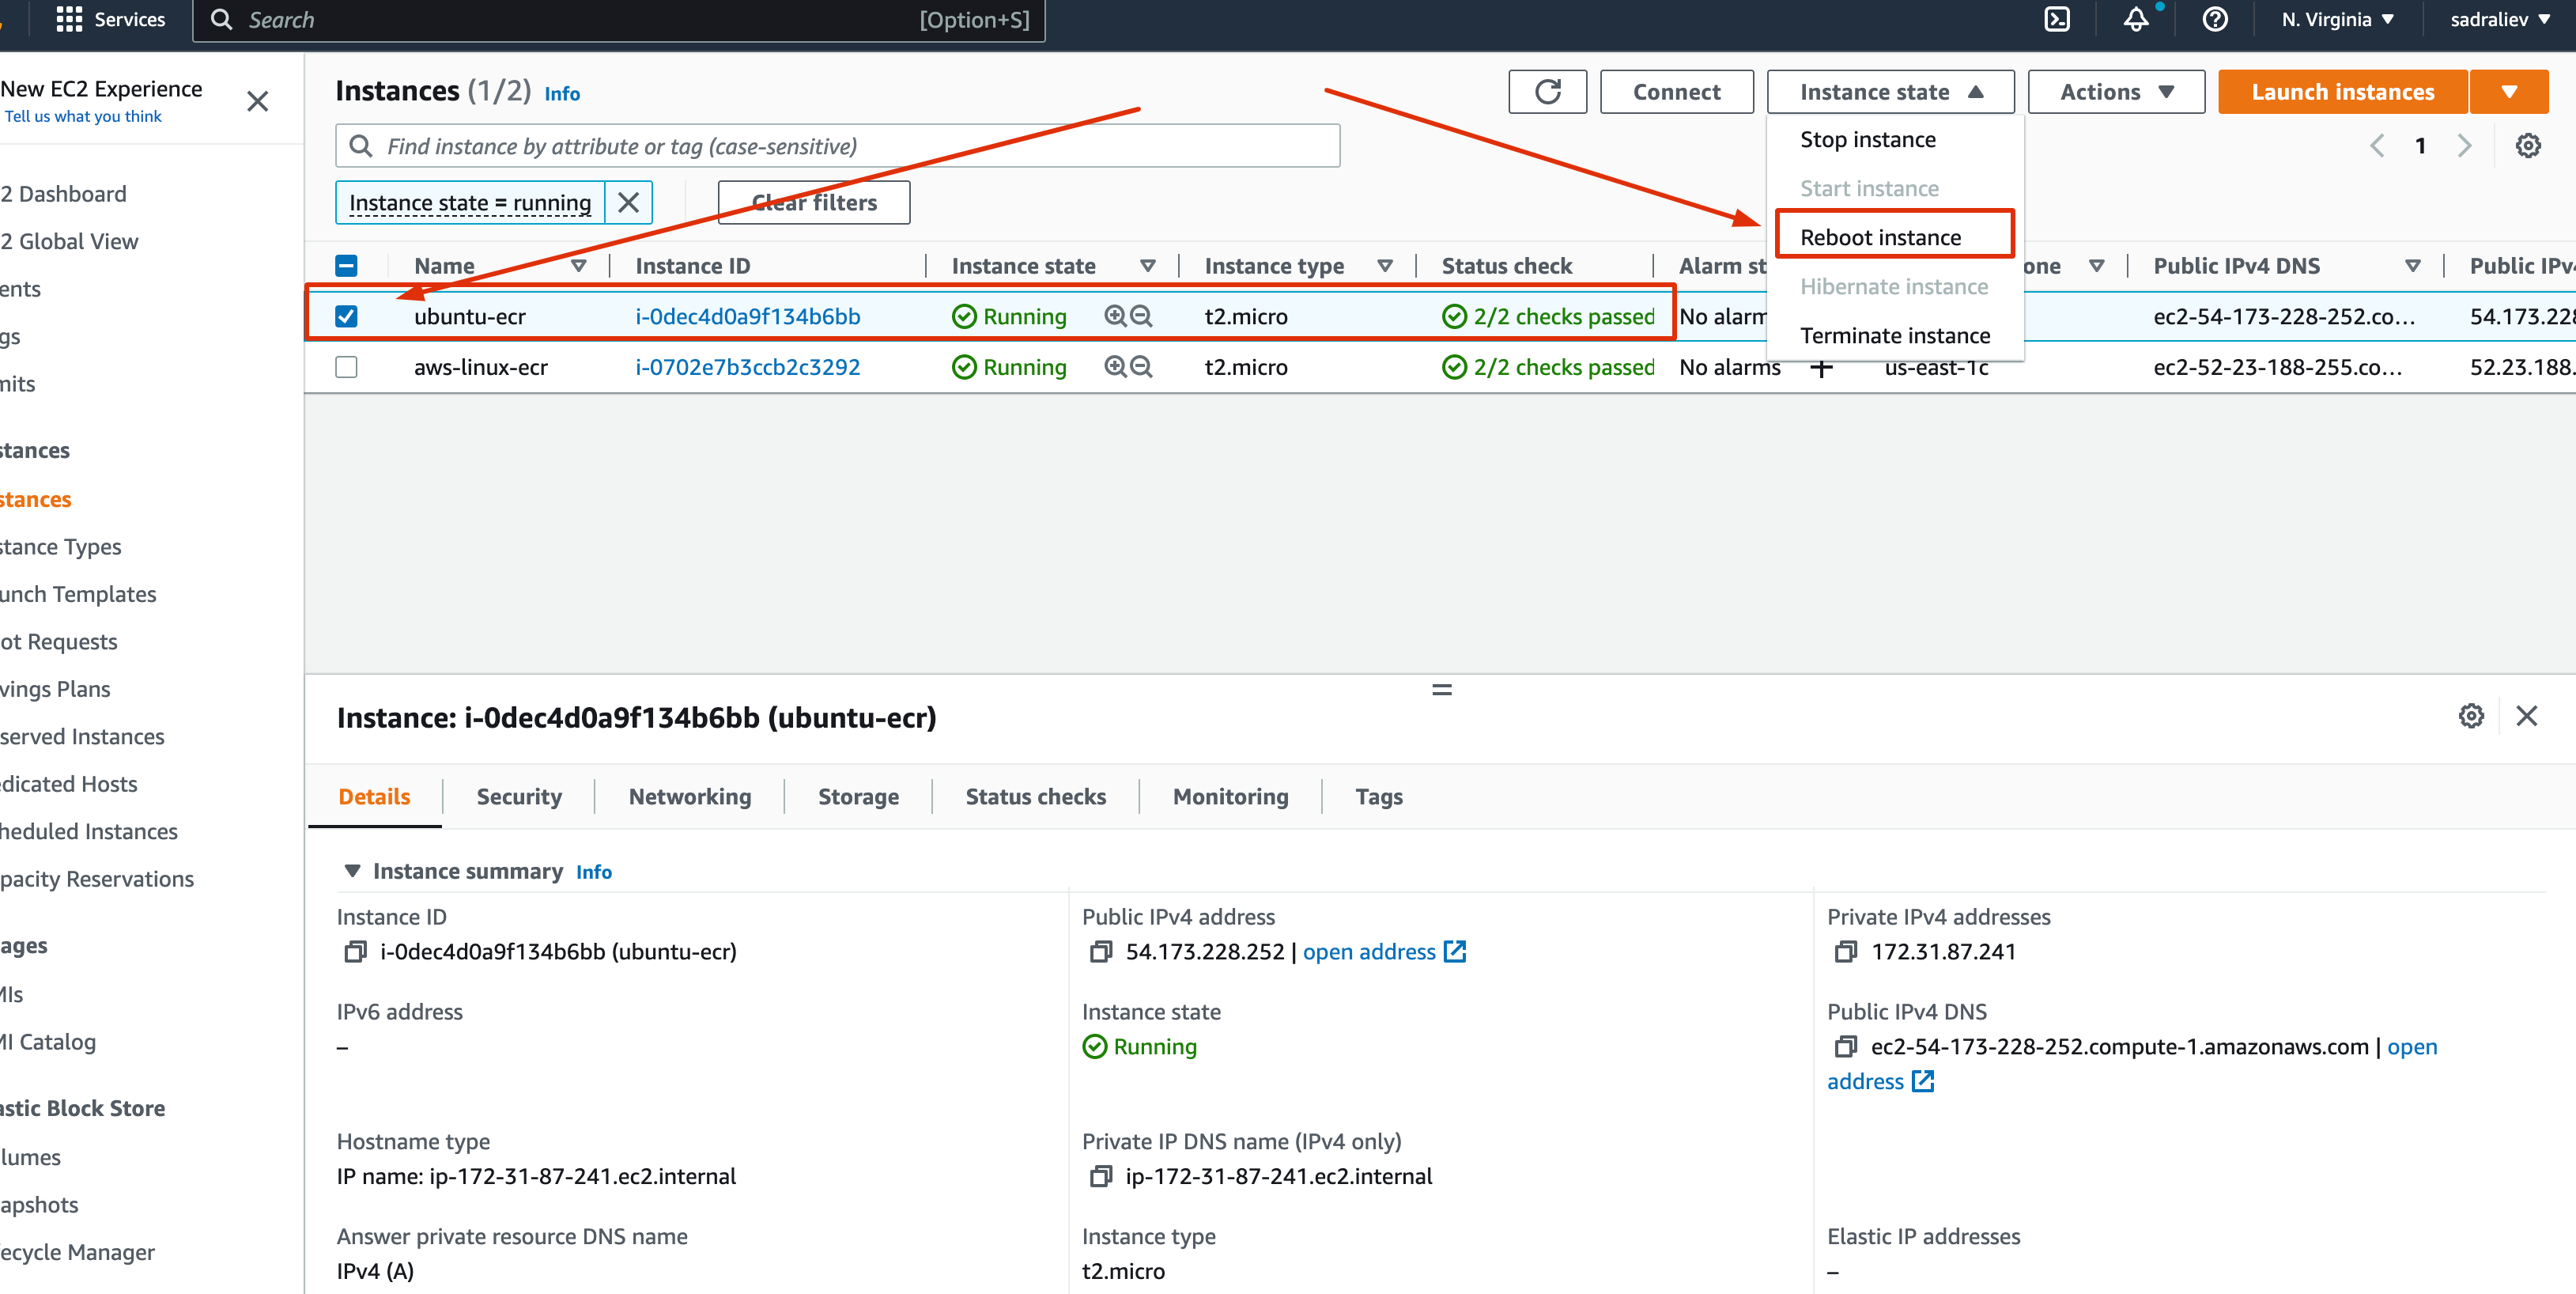 Services
Search
[Option+S]
N. Virginia
sadraliev
New EC2 Experience
Tell us what you think
2 Dashboard
2 Global View
ents
gs
mits
stances
stances
stance Types
unch Templates
ot Requests
vings Plans
served Instances
edicated Hosts
heduled Instances
pacity Reservations
ages
MIs
MI Catalog
astic Block Store
lumes
apshots
ecycle Manager
Instances (1/2) Info
Connect
Instance state
Actions
Launch instances
Find instance by attribute or tag (case-sensitive)
1
Instance state = running
Clear filters
Stop instance
Start instance
Reboot instance
Hibernate instance
Terminate instance
Name Instance ID Instance state Instance type Status check Alarm st one Public IPv4 DNS Public IPv4
ubuntu-ecr i-0dec4d0a9f134b6bb Running t2.micro 2/2 checks passed No alarm ec2-54-173-228-252.co... 54.173.228
aws-linux-ecr i-0702e7b3ccb2c3292 Running t2.micro 2/2 checks passed No alarms us-east-1c ec2-52-23-188-255.co... 52.23.188.
Instance: i-0dec4d0a9f134b6bb (ubuntu-ecr)
Details Security Networking Storage Status checks Monitoring Tags
Instance summary Info
Instance ID
i-0dec4d0a9f134b6bb (ubuntu-ecr)
Public IPv4 address
54.173.228.252 | open address
Private IPv4 addresses
172.31.87.241
IPv6 address
–
Instance state
Running
Public IPv4 DNS
ec2-54-173-228-252.compute-1.amazonaws.com | open
address
Hostname type
IP name: ip-172-31-87-241.ec2.internal
Private IP DNS name (IPv4 only)
ip-172-31-87-241.ec2.internal
Answer private resource DNS name
IPv4 (A)
Instance type
t2.micro
Elastic IP addresses
–